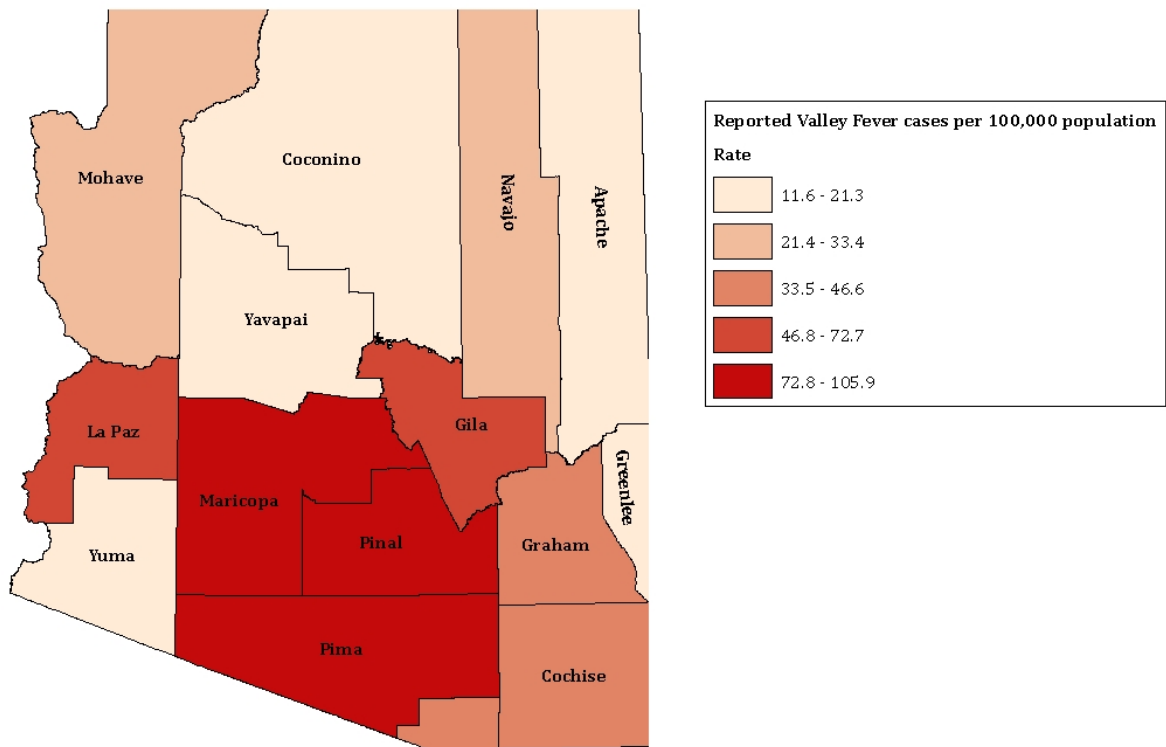 Mohave
Coconino
Navajo
Apache
Yavapai
La Paz
Gila
Greenlee
Maricopa
Pinal
Graham
Yuma
Pima
Cochise
Reported Valley Fever cases per 100,000 population
Rate
11.6 - 21.3
21.4 - 33.4
33.5 - 46.6
46.8 - 72.7
72.8 - 105.9